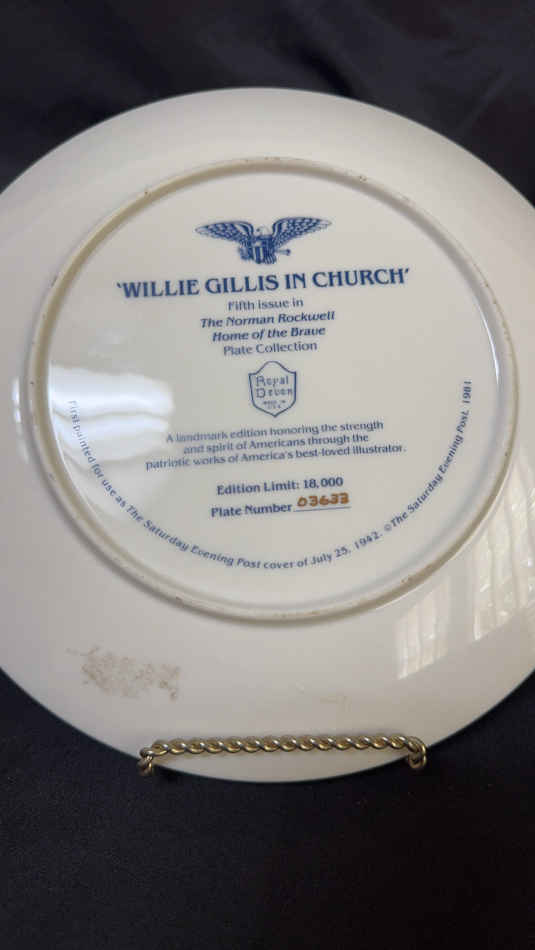 'WILLIE GILLIS IN CHURCH'
Fifth issue in
The Norman Rockwell
Home of the Brave
Plate Collection
Royal
Devon
MADE IN
U.S.A.
A landmark edition honoring the strength
and spirit of Americans through the
patriotic works of America's best-loved illustrator.
Edition Limit: 18,000
Plate Number 03633
First painted for use as The Saturday Evening Post cover of July 25, 1942. ©The Saturday Evening Post, 1981